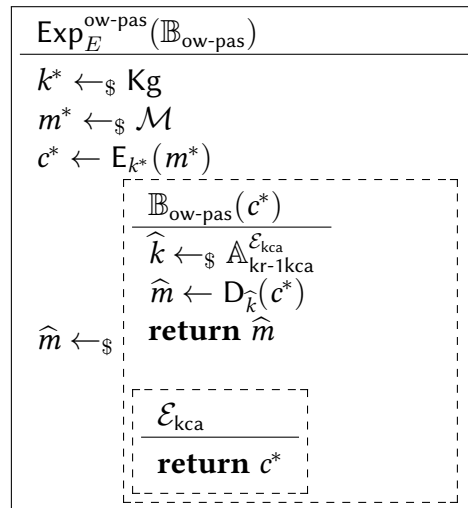 Exp_E^{ow-pas}(𝔹_{ow-pas})
k* ←_$ Kg
m* ←_$ ℳ
c* ← E_{k*}(m*)
𝔹_{ow-pas}(c*)
k̂ ←_$ 𝔸_{kr-1kca}^{ℰ_{kca}}
m̂ ← D_{k̂}(c*)
m̂ ←_$ return m̂
ℰ_{kca}
return c*